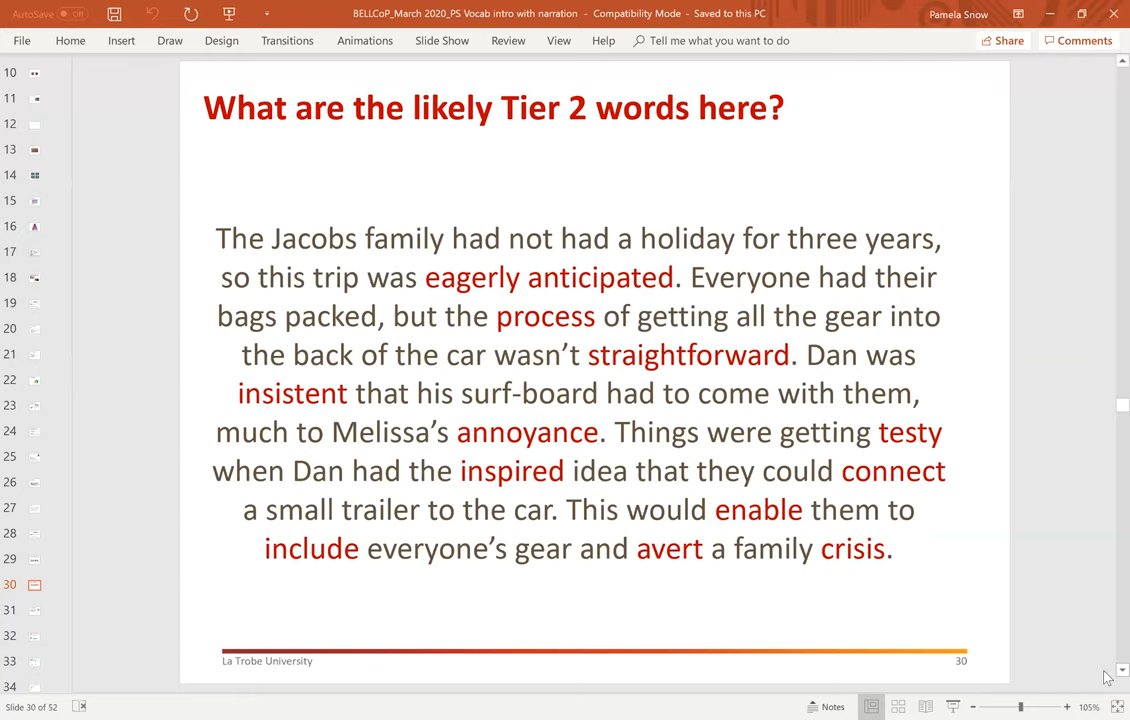 AutoSave Off
BELLCoP_March 2020_PS Vocab intro with narration - Compatibility Mode - Saved to this PC
Pamela Snow
File Home Insert Draw Design Transitions Animations Slide Show Review View Help Tell me what you want to do Share Comments
10
11
12
13
14
15
16
17
18
19
20
21
22
23
24
25
26
27
28
29
30
31
32
33
34
What are the likely Tier 2 words here?
The Jacobs family had not had a holiday for three years,
so this trip was eagerly anticipated. Everyone had their
bags packed, but the process of getting all the gear into
the back of the car wasn’t straightforward. Dan was
insistent that his surf-board had to come with them,
much to Melissa’s annoyance. Things were getting testy
when Dan had the inspired idea that they could connect
a small trailer to the car. This would enable them to
include everyone’s gear and avert a family crisis.
La Trobe University 30
Slide 30 of 52 Notes 105%